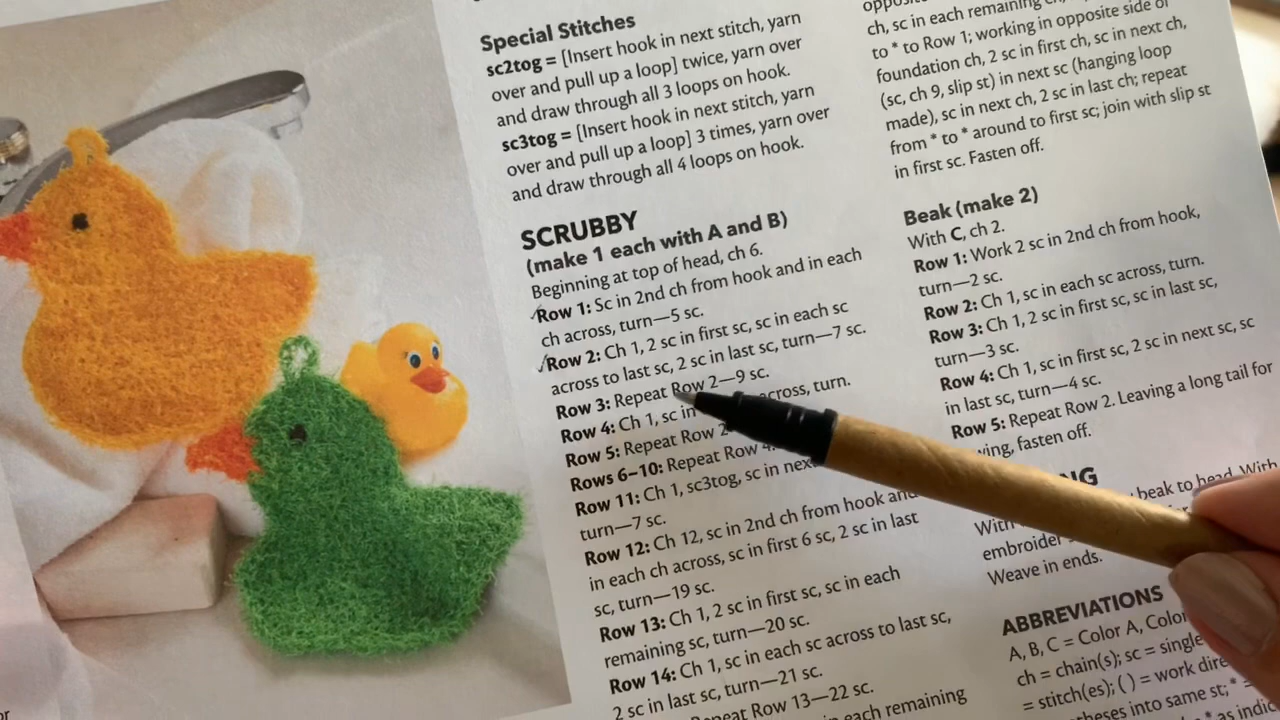 Special Stitches
sc2tog = [Insert hook in next stitch, yarn
over and pull up a loop] twice, yarn over
and draw through all 3 loops on hook.
sc3tog = [Insert hook in next stitch, yarn
over and pull up a loop] 3 times, yarn over
and draw through all 4 loops on hook.
SCRUBBY
(make 1 each with A and B)
Beginning at top of head, ch 6.
Row 1: Sc in 2nd ch from hook and in each
ch across, turn—5 sc.
Row 2: Ch 1, 2 sc in first sc, sc in each sc
across to last sc, 2 sc in last sc, turn—7 sc.
Row 3: Repeat Row 2—9 sc.
Row 4: Ch 1, sc in across, turn.
Row 5: Repeat Row 2
Rows 6–10: Repeat Row 4.
Row 11: Ch 1, sc3tog, sc in next
turn—7 sc.
Row 12: Ch 12, sc in 2nd ch from hook and
in each ch across, sc in first 6 sc, 2 sc in last
sc, turn—19 sc.
Row 13: Ch 1, 2 sc in first sc, sc in each
remaining sc, turn—20 sc.
Row 14: Ch 1, sc in each sc across to last sc,
2 sc in last sc, turn—21 sc.
Repeat Row 13—22 sc.
in each remaining
ch, sc in each remaining ch,
to * to Row 1; working in opposite side of
foundation ch, 2 sc in first ch, sc in next ch,
(sc, ch 9, slip st) in next sc (hanging loop
made), sc in next ch, 2 sc in last ch; repeat
from * to * around to first sc; join with slip st
in first sc. Fasten off.
Beak (make 2)
With C, ch 2.
Row 1: Work 2 sc in 2nd ch from hook,
turn—2 sc.
Row 2: Ch 1, sc in each sc across, turn.
Row 3: Ch 1, 2 sc in first sc, sc in last sc,
turn—3 sc.
Row 4: Ch 1, sc in first sc, 2 sc in next sc, sc
in last sc, turn—4 sc.
Row 5: Repeat Row 2. Leaving a long tail for
fasten off.
beak to head. With
With
embroider
Weave in ends.
ABBREVIATIONS
A, B, C = Color A, Color
ch = chain(s); sc = single
= stitch(es); ( ) = work
into same st; * =
* as